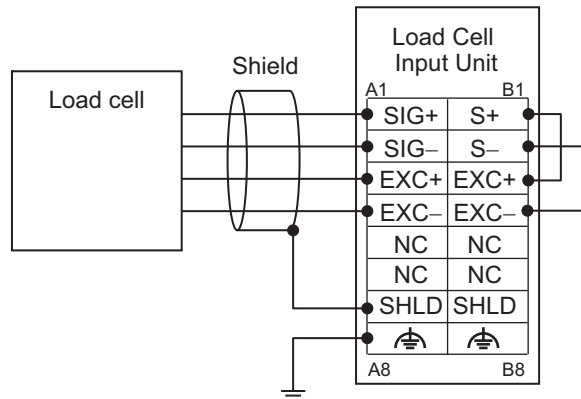 Load Cell
Input Unit
Shield
Load cell
A1 B1
SIG+ S+
SIG− S−
EXC+ EXC+
EXC− EXC−
NC NC
NC NC
SHLD SHLD
A8 B8